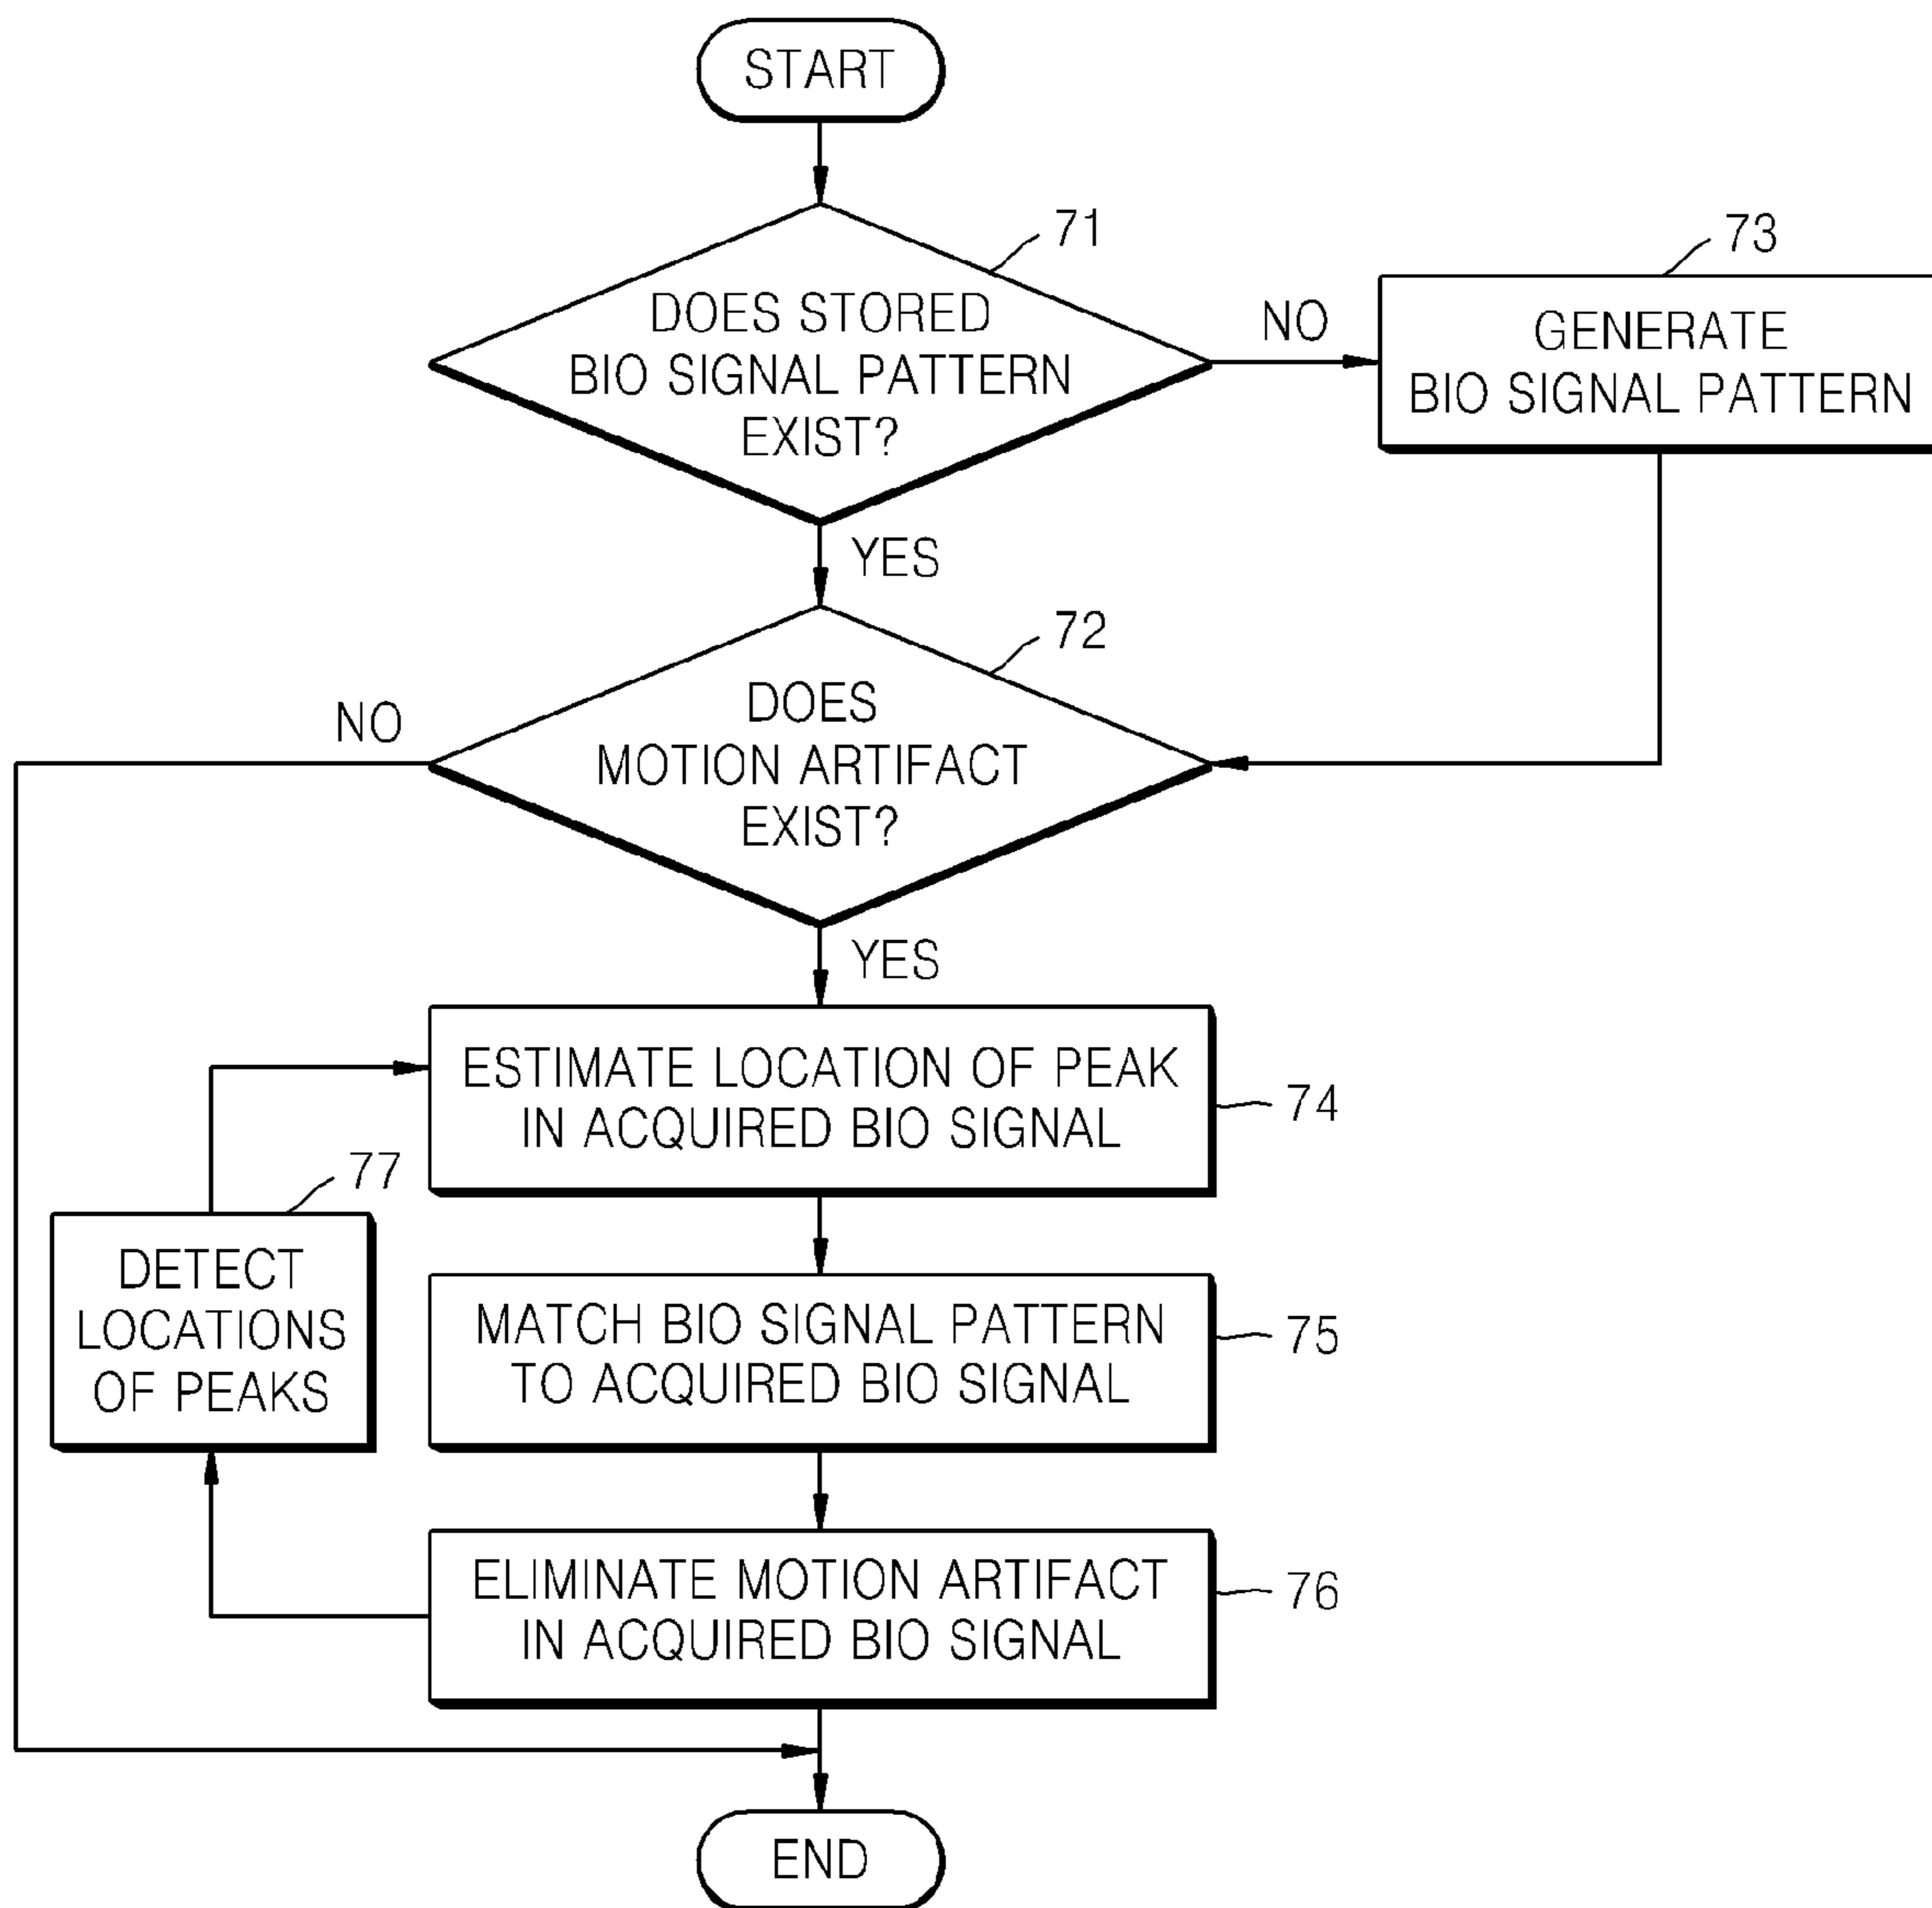 START
71
DOES STORED
BIO SIGNAL PATTERN
EXIST?
NO
73
GENERATE
BIO SIGNAL PATTERN
YES
72
DOES
MOTION ARTIFACT
EXIST?
NO
YES
ESTIMATE LOCATION OF PEAK
IN ACQUIRED BIO SIGNAL
74
77
DETECT
LOCATIONS
OF PEAKS
MATCH BIO SIGNAL PATTERN
TO ACQUIRED BIO SIGNAL
75
ELIMINATE MOTION ARTIFACT
IN ACQUIRED BIO SIGNAL
76
END